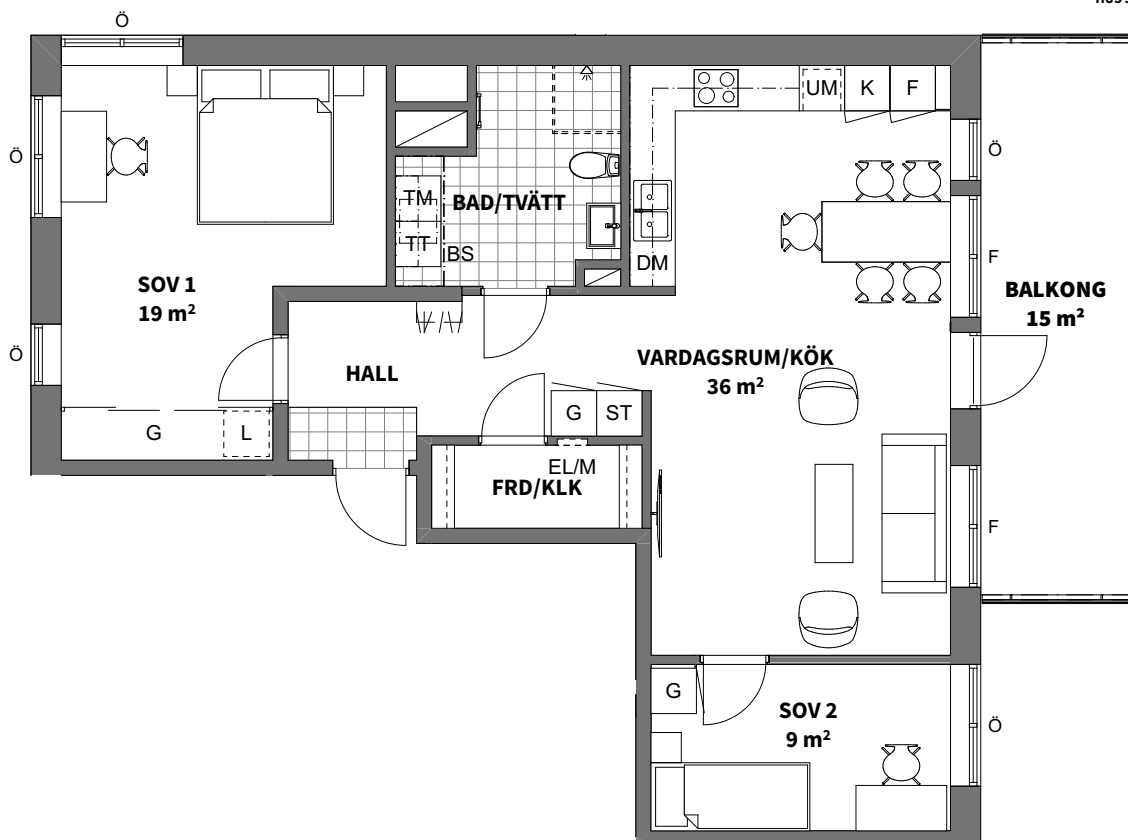 Ö
UM
K
F
Ö
Ö
TM
BAD/TVÄTT
TT
BS
DM
F
SOV 1
19 m²
BALKONG
15 m²
Ö
HALL
VARDAGSRUM/KÖK
36 m²
G
ST
G
L
EL/M
FRD/KLK
F
G
SOV 2
9 m²
Ö